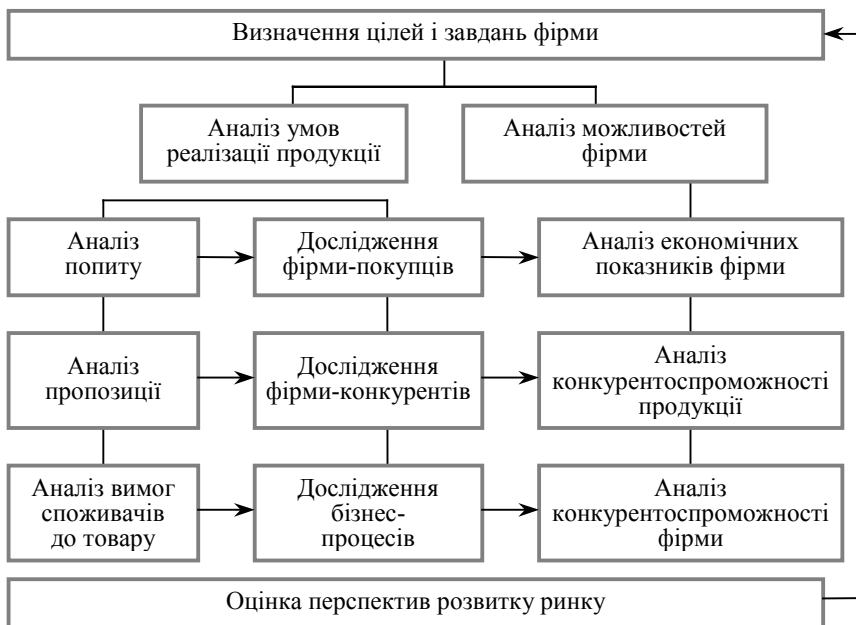 Визначення цілей і завдань фірми
Аналіз умов
реалізації продукції
Аналіз можливостей
фірми
Аналіз
попиту
Дослідження
фірми-покупців
Аналіз економічних
показників фірми
Аналіз
пропозиції
Дослідження
фірми-конкурентів
Аналіз
конкурентоспроможності
продукції
Аналіз вимог
споживачів
до товару
Дослідження
бізнес-
процесів
Аналіз
конкурентоспроможності
фірми
Оцінка перспектив розвитку ринку